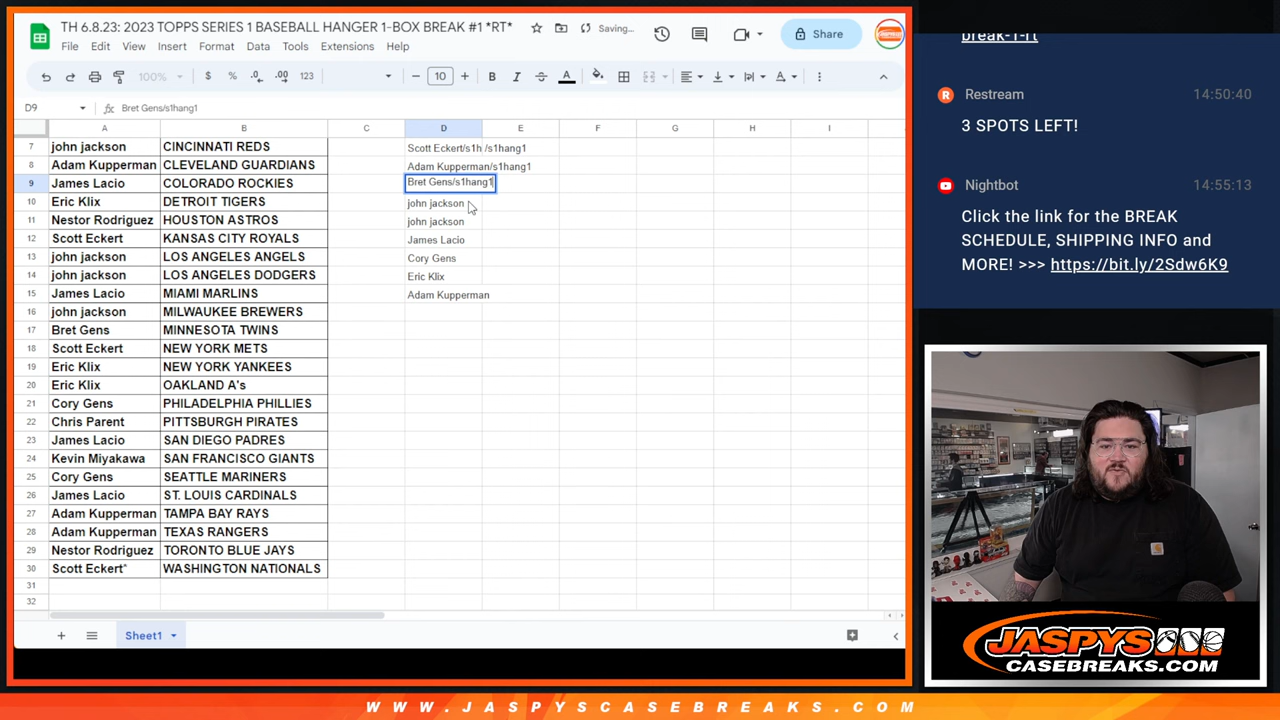 TH 6.8.23: 2023 TOPPS SERIES 1 BASEBALL HANGER 1-BOX BREAK #1 *RT*
Saving...
Share
File Edit View Insert Format Data Tools Extensions Help
100% $ % .0 .00 123 − 10 + B I A
D9 fx Bret Gens/s1hang1
A B C D E F G H I
7 john jackson CINCINNATI REDS Scott Eckert/s1h /s1hang1
8 Adam Kupperman CLEVELAND GUARDIANS Adam Kupperman/s1hang1
9 James Lacio COLORADO ROCKIES Bret Gens/s1hang1
10 Eric Klix DETROIT TIGERS john jackson
11 Nestor Rodriguez HOUSTON ASTROS john jackson
12 Scott Eckert KANSAS CITY ROYALS James Lacio
13 john jackson LOS ANGELES ANGELS Cory Gens
14 john jackson LOS ANGELES DODGERS Eric Klix
15 James Lacio MIAMI MARLINS Adam Kupperman
16 john jackson MILWAUKEE BREWERS
17 Bret Gens MINNESOTA TWINS
18 Scott Eckert NEW YORK METS
19 Eric Klix NEW YORK YANKEES
20 Eric Klix OAKLAND A's
21 Cory Gens PHILADELPHIA PHILLIES
22 Chris Parent PITTSBURGH PIRATES
23 James Lacio SAN DIEGO PADRES
24 Kevin Miyakawa SAN FRANCISCO GIANTS
25 Cory Gens SEATTLE MARINERS
26 James Lacio ST. LOUIS CARDINALS
27 Adam Kupperman TAMPA BAY RAYS
28 Adam Kupperman TEXAS RANGERS
29 Nestor Rodriguez TORONTO BLUE JAYS
30 Scott Eckert" WASHINGTON NATIONALS
31
32
Sheet1
break-1-rt
Restream 14:50:40
3 SPOTS LEFT!
Nightbot 14:55:13
Click the link for the BREAK
SCHEDULE, SHIPPING INFO and
MORE! >>> https://bit.ly/2Sdw6K9
JASPYS
CASEBREAKS.COM
WWW.JASPYSCASEBREAKS.COM